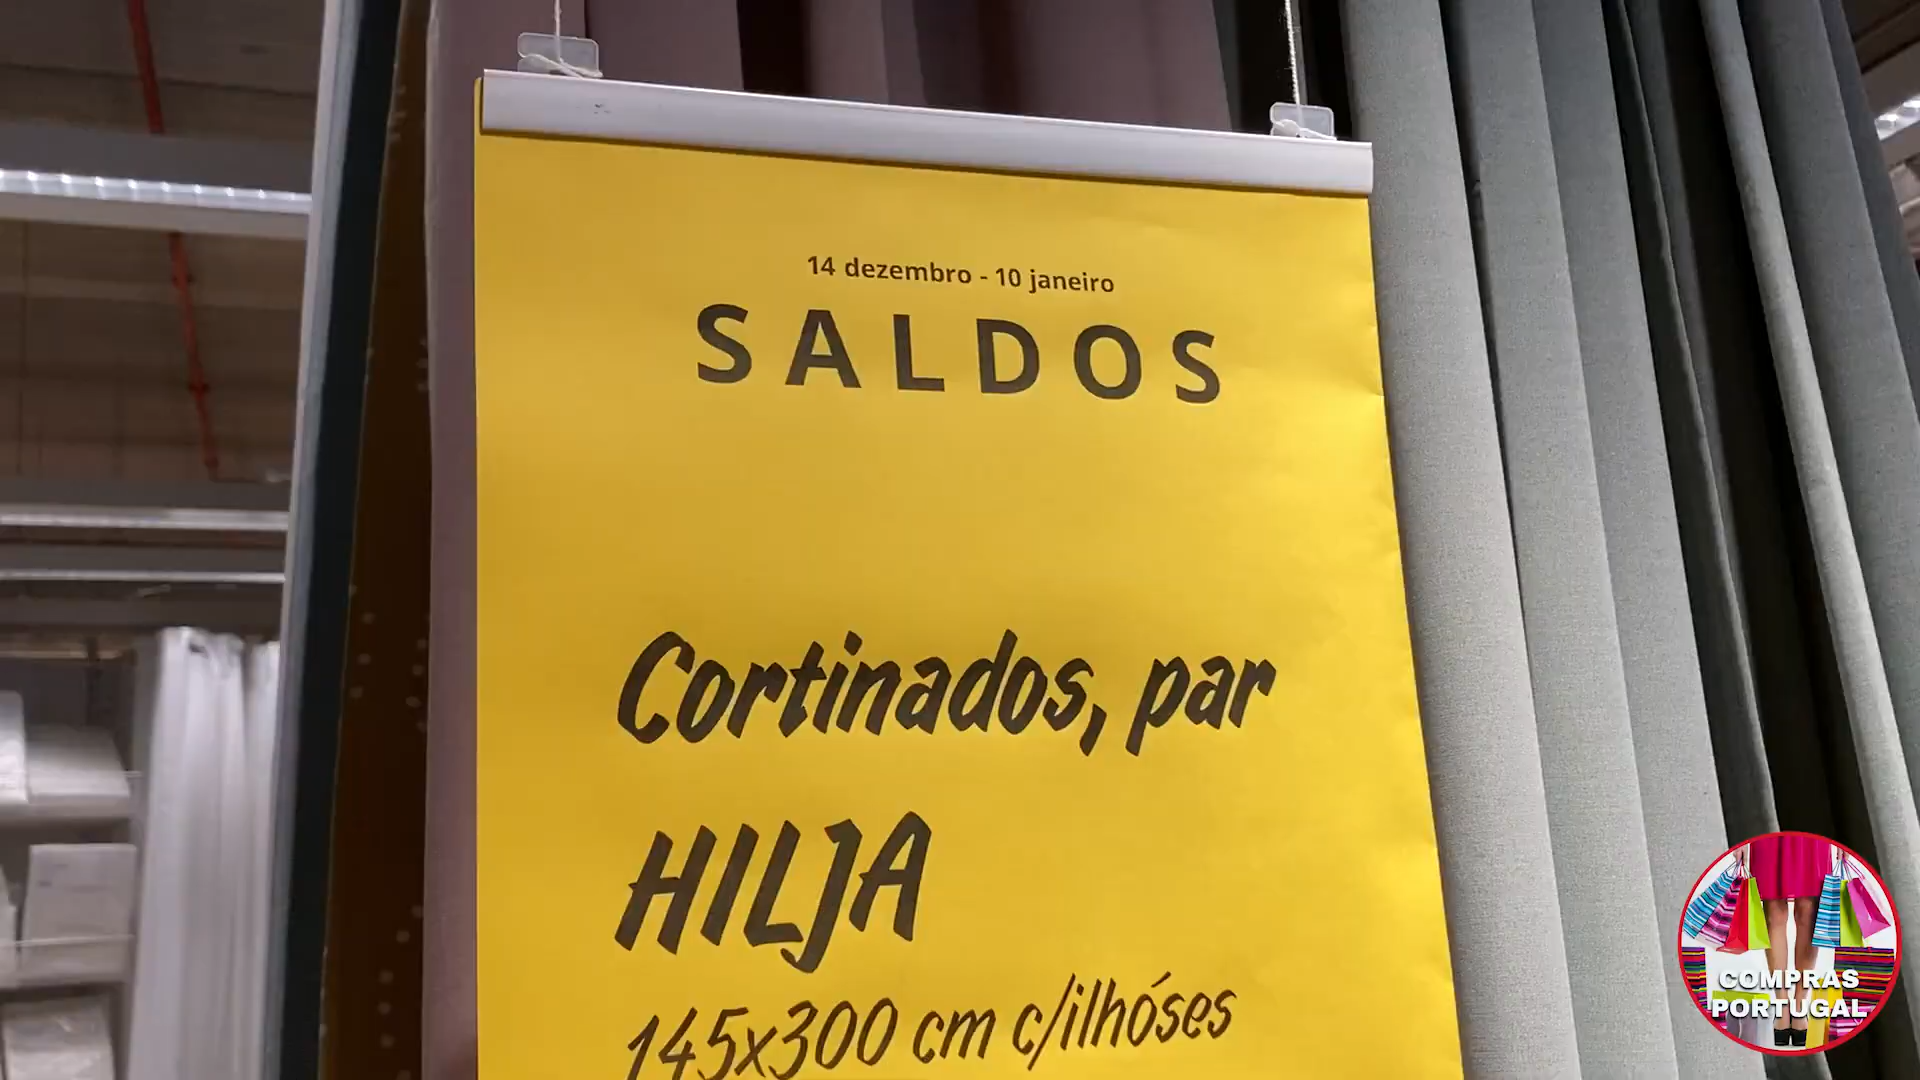 14 dezembro - 10 janeiro
SALDOS
Cortinados, par
HILJA
145x300 cm c/ilhóses
COMPRAS
PORTUGAL